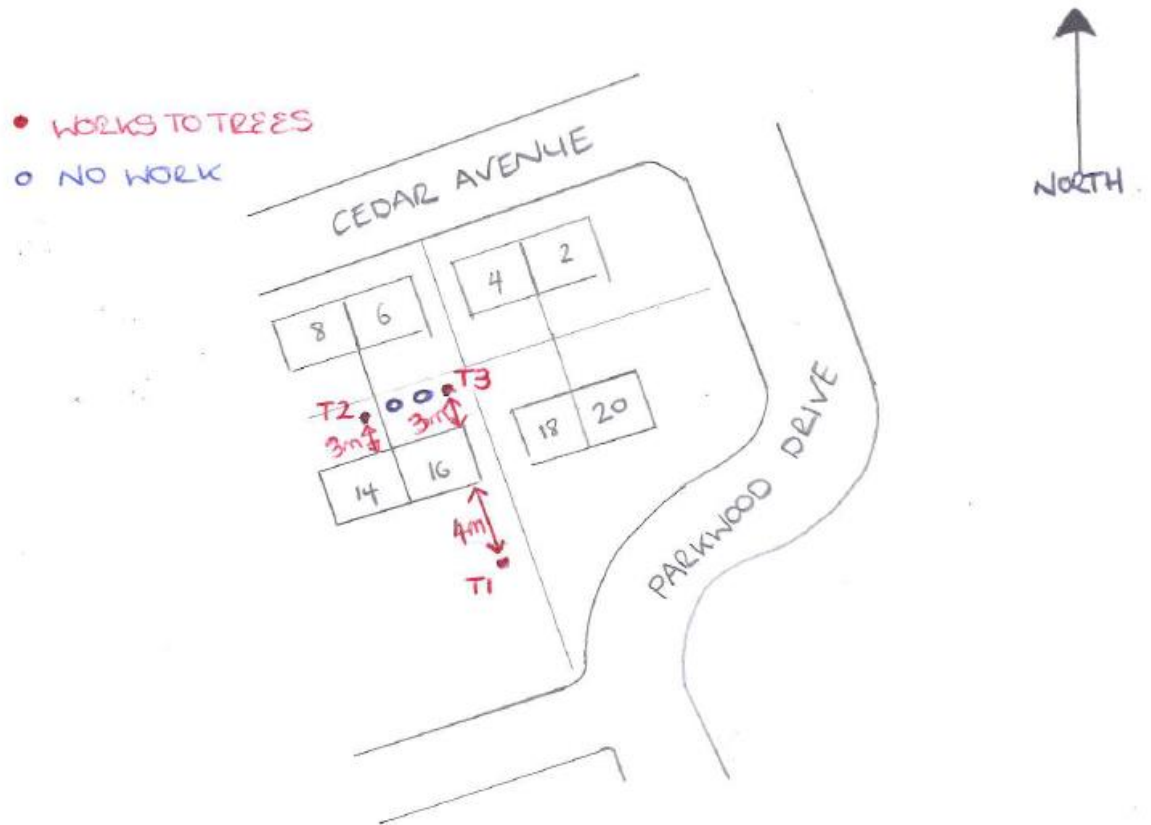 WORKS TO TREES
NO WORK
NORTH
CEDAR AVENUE
8
6
4
2
T2
T3
3m
3m
18
20
14
16
4m
T1
PARKWOOD DRIVE